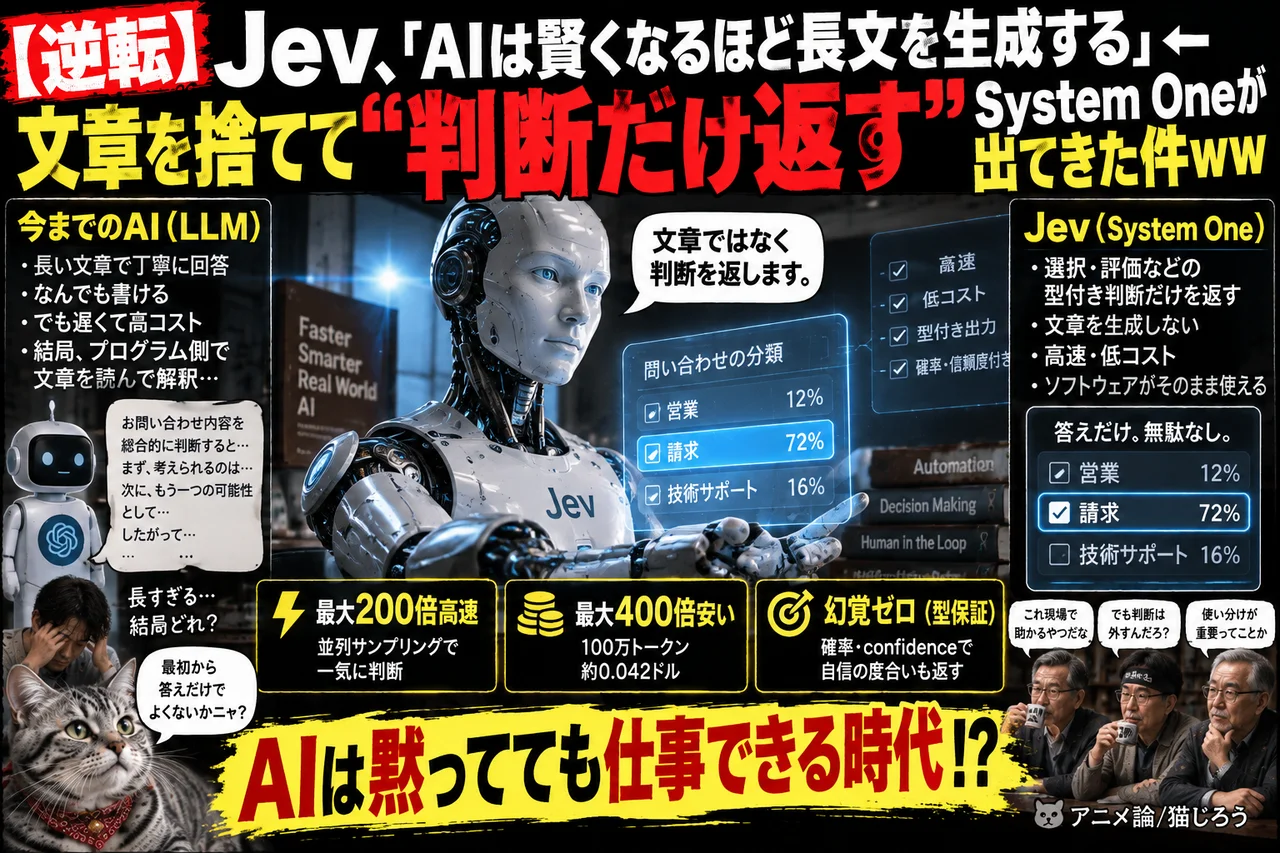 【逆転】Jev、「AIは賢くなるほど長文を生成する」←
文章を捨てて“判断だけ返す”
System Oneが
出てきた件ww
今までのAI（LLM）
・長い文章で丁寧に回答
・なんでも書ける
・でも遅くて高コスト
・結局、プログラム側で
文章を読んで解釈…
お問い合わせ内容を
総合的に判断すると…
まず、考えられるのは…
次に、もう一つの可能性
として…
したがって…
… …
長すぎる…
結局どれ？
最初から
答えだけで
よくないかニャ？
Faster
Smarter
Real World
AI
文章ではなく
判断を返します。
Jev
問い合わせの分類
営業 12%
請求 72%
技術サポート 16%
高速
低コスト
型付き出力
確率・信頼度付き
Automation
Decision Making
Human in the Loop
Jev（System One）
・選択・評価などの
型付き判断だけを返す
・文章を生成しない
・高速・低コスト
・ソフトウェアがそのまま使える
答えだけ。無駄なし。
営業 12%
請求 72%
技術サポート 16%
最大200倍高速
並列サンプリングで
一気に判断
最大400倍安い
100万トークン
約0.042ドル
幻覚ゼロ（型保証）
確率・confidenceで
自信の度合いも返す
これ現場で
助かるやつだな
でも判断は
外すんだろ？
使い分けが
重要ってことか
AIは黙ってても仕事できる時代!?
アニメ論/猫じろう